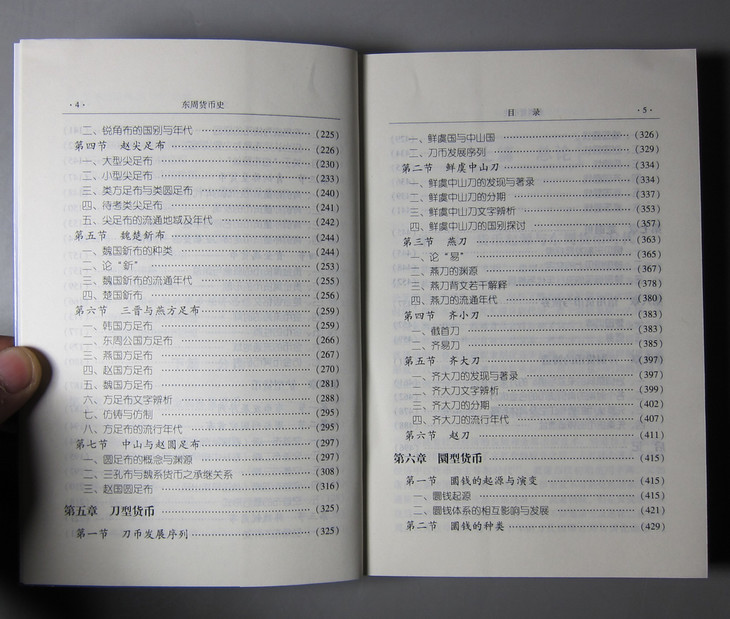 · 4 · 东周货币史
二、锐角布的国别与年代 ……………………… (225)
第四节 赵尖足布 ……………………… (226)
一、大型尖足布 ……………………… (230)
二、小型尖足布 ……………………… (233)
三、类方足布与类圆足布 ……………………… (240)
四、待考类尖足布 ……………………… (241)
五、尖足布的流通地域及年代 ……………………… (242)
第五节 魏楚釿布 ……………………… (244)
一、魏国釿布的种类 ……………………… (244)
二、论“釿” ……………………… (253)
三、魏国釿布的流通年代 ……………………… (255)
四、楚国釿布 ……………………… (256)
第六节 三晋与燕方足布 ……………………… (259)
一、韩国方足布 ……………………… (259)
二、东周公国方足布 ……………………… (266)
三、燕国方足布 ……………………… (267)
四、赵国方足布 ……………………… (270)
五、魏国方足布 ……………………… (281)
六、方足布文字辨析 ……………………… (288)
七、仿铸与仿制 ……………………… (295)
八、方足布的流行年代 ……………………… (295)
第七节 中山与赵圆足布 ……………………… (297)
一、圆足布的概念与渊源 ……………………… (297)
二、三孔布与魏系货币之承继关系 ……………………… (308)
三、赵国圆足布 ……………………… (316)
第五章 刀型货币 ……………………… (325)
第一节 刀币发展序列 ……………………… (325)
目 录 · 5 ·
一、鲜虞国与中山国 ……………………… (326)
二、刀币发展序列 ……………………… (329)
第二节 鲜虞中山刀 ……………………… (334)
一、鲜虞中山刀的发现与著录 ……………………… (334)
二、鲜虞中山刀的分期 ……………………… (337)
三、鲜虞中山刀文字辨析 ……………………… (353)
四、鲜虞中山刀的国别探讨 ……………………… (357)
第三节 燕刀 ……………………… (363)
一、论“易” ……………………… (365)
二、燕刀的渊源 ……………………… (367)
三、燕刀背文若干解释 ……………………… (378)
四、燕刀的流通年代 ……………………… (380)
第四节 齐小刀 ……………………… (383)
一、截首刀 ……………………… (383)
二、齐易刀 ……………………… (385)
第五节 齐大刀 ……………………… (397)
一、齐大刀的发现与著录 ……………………… (397)
二、齐大刀文字辨析 ……………………… (399)
三、齐大刀的分期 ……………………… (402)
四、齐大刀的流行年代 ……………………… (407)
第六节 赵刀 ……………………… (411)
第六章 圜型货币 ……………………… (415)
第一节 圜钱的起源与演变 ……………………… (415)
一、圜钱起源 ……………………… (415)
二、圜钱体系的相互影响与发展 ……………………… (421)
第二节 圜钱的种类 ……………………… (429)